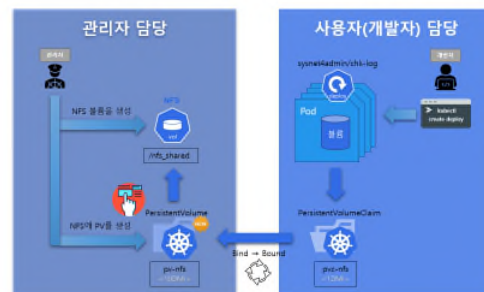 관리자 담당
관리자
NFS 볼륨을 생성
NFS
vol
/nfs_shared
NFS에 PV를 생성
PersistentVolume
pv-nfs
사용자(개발자) 담당
개발자
sysnet4admin/chk-log
deploy
Pod
볼륨
kubectl
create deploy
PersistentVolumeClaim
pvc-nfs
Bind → Bound